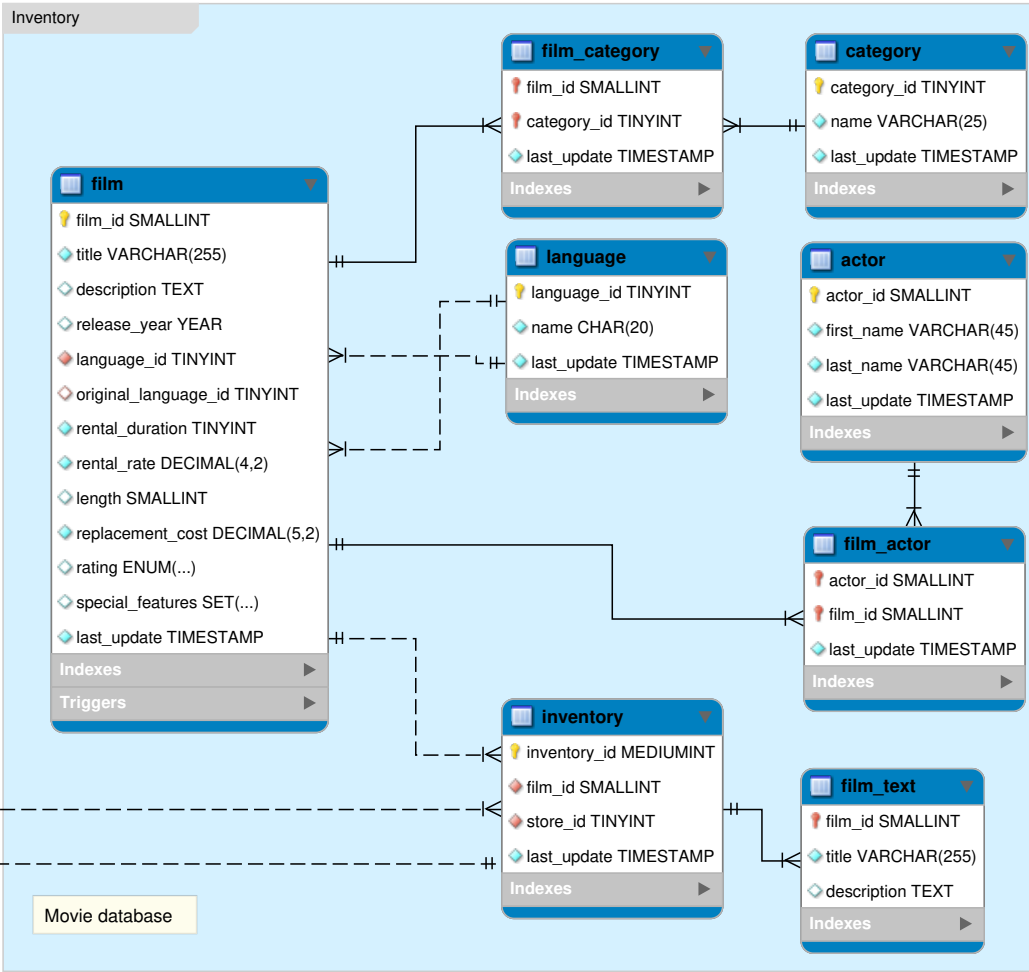 Inventory
film_category
film_id SMALLINT
category_id TINYINT
last_update TIMESTAMP
Indexes
category
category_id TINYINT
name VARCHAR(25)
last_update TIMESTAMP
Indexes
film
film_id SMALLINT
title VARCHAR(255)
description TEXT
release_year YEAR
language_id TINYINT
original_language_id TINYINT
rental_duration TINYINT
rental_rate DECIMAL(4,2)
length SMALLINT
replacement_cost DECIMAL(5,2)
rating ENUM(...)
special_features SET(...)
last_update TIMESTAMP
Indexes
Triggers
language
language_id TINYINT
name CHAR(20)
last_update TIMESTAMP
Indexes
actor
actor_id SMALLINT
first_name VARCHAR(45)
last_name VARCHAR(45)
last_update TIMESTAMP
Indexes
film_actor
actor_id SMALLINT
film_id SMALLINT
last_update TIMESTAMP
Indexes
inventory
inventory_id MEDIUMINT
film_id SMALLINT
store_id TINYINT
last_update TIMESTAMP
Indexes
film_text
film_id SMALLINT
title VARCHAR(255)
description TEXT
Indexes
Movie database